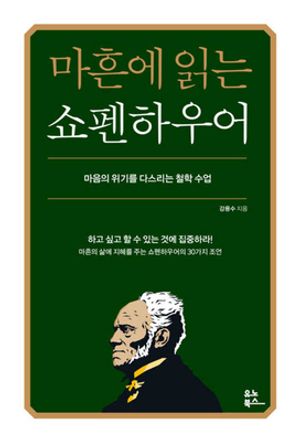 마흔에 읽는
쇼펜하우어
마음의 위기를 다스리는 철학 수업
강용수 지음
하고 싶고 할 수 있는 것에 집중하라!
마흔의 삶에 지혜를 주는 쇼펜하우어의 30가지 조언
유노
북스